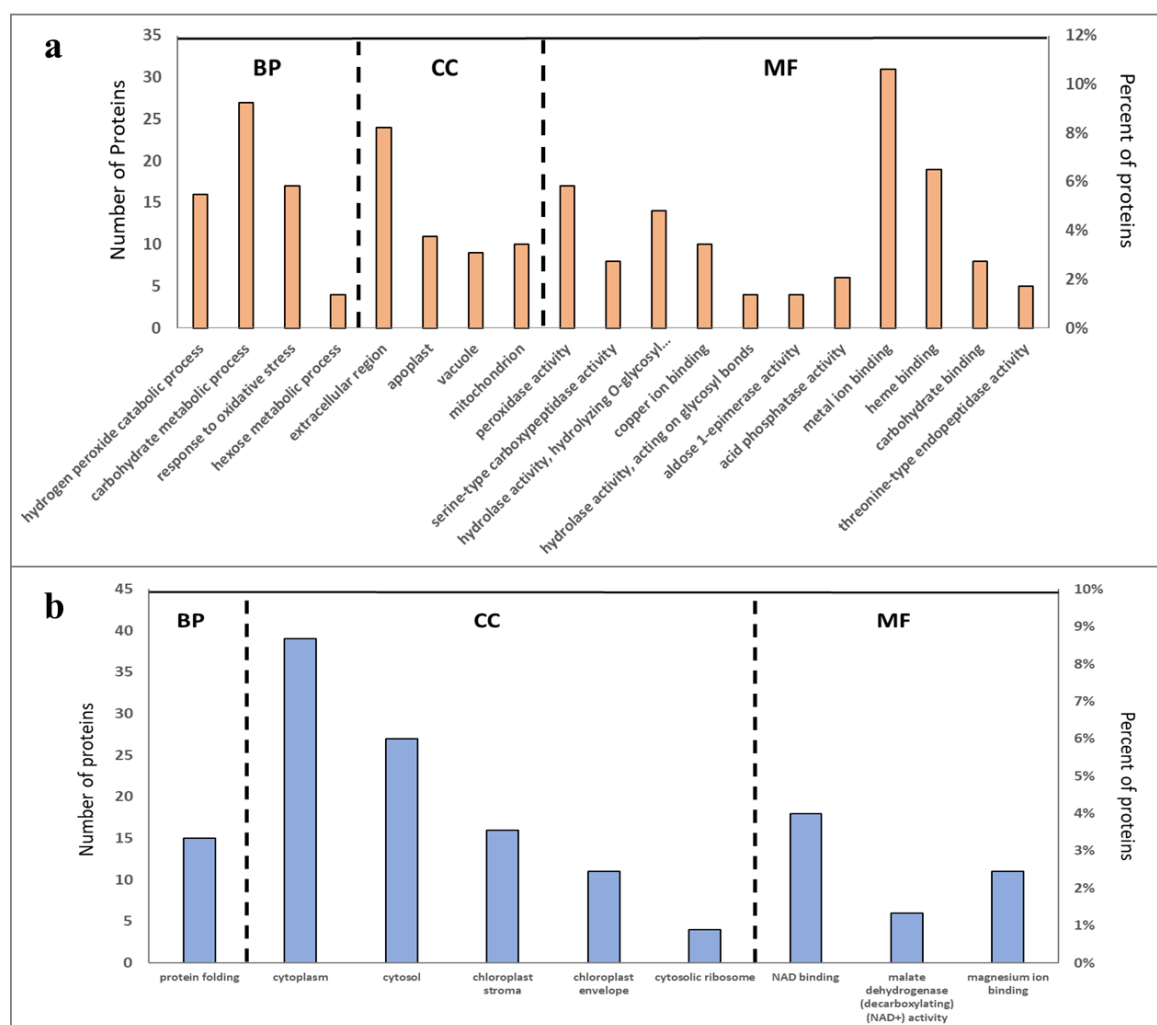 a
35
30
25
20
15
10
5
0
Number of Proteins
BP
CC
MF
12%
10%
8%
6%
4%
2%
0%
Percent of proteins
hydrogen peroxide catabolic process
carbohydrate metabolic process
response to oxidative stress
hexose metabolic process
extracellular region
apoplast
vacuole
mitochondrion
peroxidase activity
serine-type carboxypeptidase activity
hydrolase activity, hydrolyzing O-glycosyl...
copper ion binding
hydrolase activity, acting on glycosyl bonds
aldose 1-epimerase activity
acid phosphatase activity
metal ion binding
heme binding
carbohydrate binding
threonine-type endopeptidase activity
b
45
40
35
30
25
20
15
10
5
0
Number of proteins
BP
CC
MF
10%
9%
8%
7%
6%
5%
4%
3%
2%
1%
0%
Percent of proteins
protein folding
cytoplasm
cytosol
chloroplast
stroma
chloroplast
envelope
cytosolic ribosome
NAD binding
malate
dehydrogenase
(decarboxylating)
(NAD+) activity
magnesium ion
binding